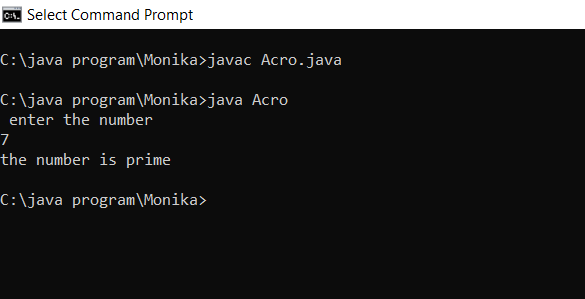 Select Command Prompt
C:\java program\Monika>javac Acro.java
C:\java program\Monika>java Acro
 enter the number
7
the number is prime
C:\java program\Monika>